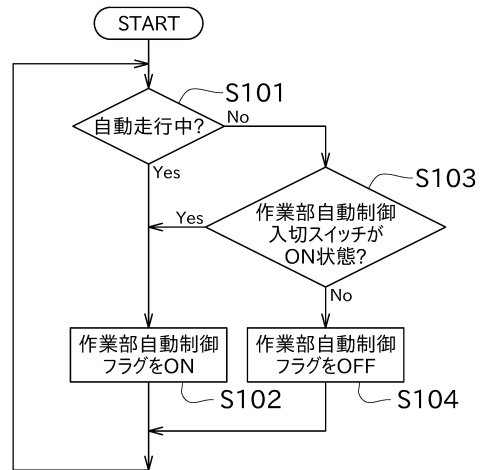 START
S101
自動走行中?
No
Yes
S103
作業部自動制御
入切スイッチが
ON状態?
Yes
No
作業部自動制御
フラグをON
S102
作業部自動制御
フラグをOFF
S104